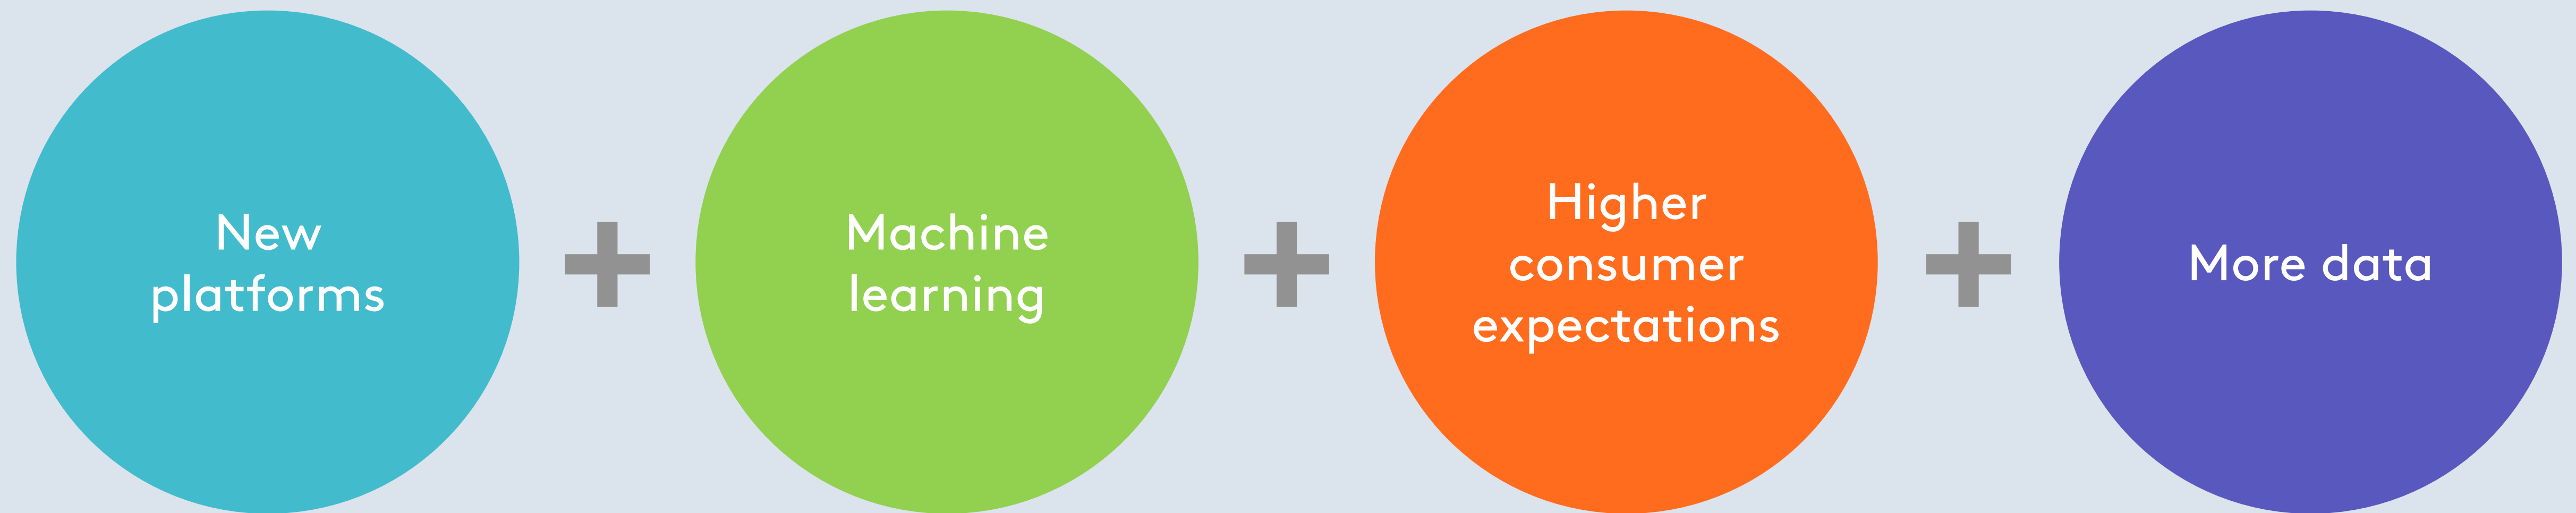 New
platforms
+
Machine
learning
+
Higher
consumer
expectations
+
More data